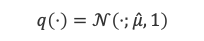 q(·) = 𝒩(·; μ̂, 1)